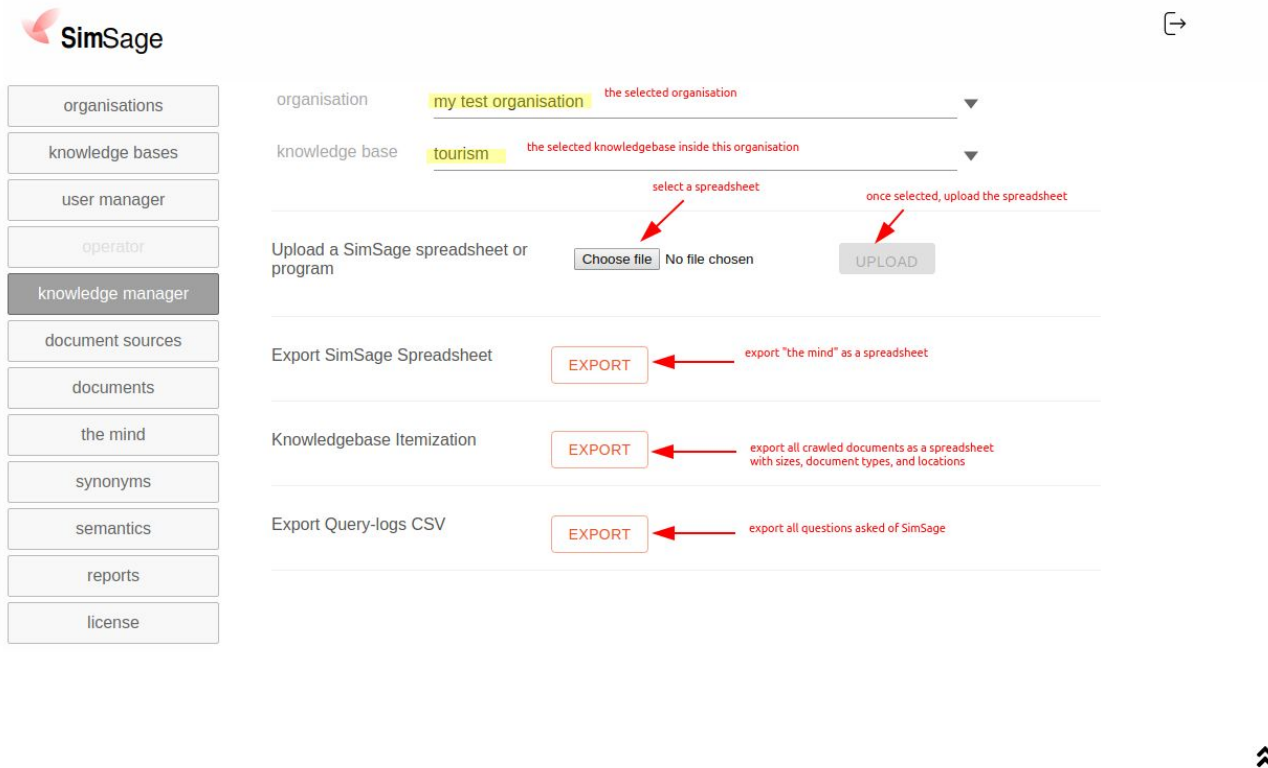 SimSage
organisations
knowledge bases
user manager
operator
knowledge manager
document sources
documents
the mind
synonyms
semantics
reports
license
organisation my test organisation the selected organisation
knowledge base tourism the selected knowledgebase inside this organisation
select a spreadsheet
once selected, upload the spreadsheet
Upload a SimSage spreadsheet or
program
Choose file No file chosen
UPLOAD
Export SimSage Spreadsheet EXPORT export "the mind" as a spreadsheet
Knowledgebase Itemization EXPORT export all crawled documents as a spreadsheet
with sizes, document types, and locations
Export Query-logs CSV EXPORT export all questions asked of SimSage